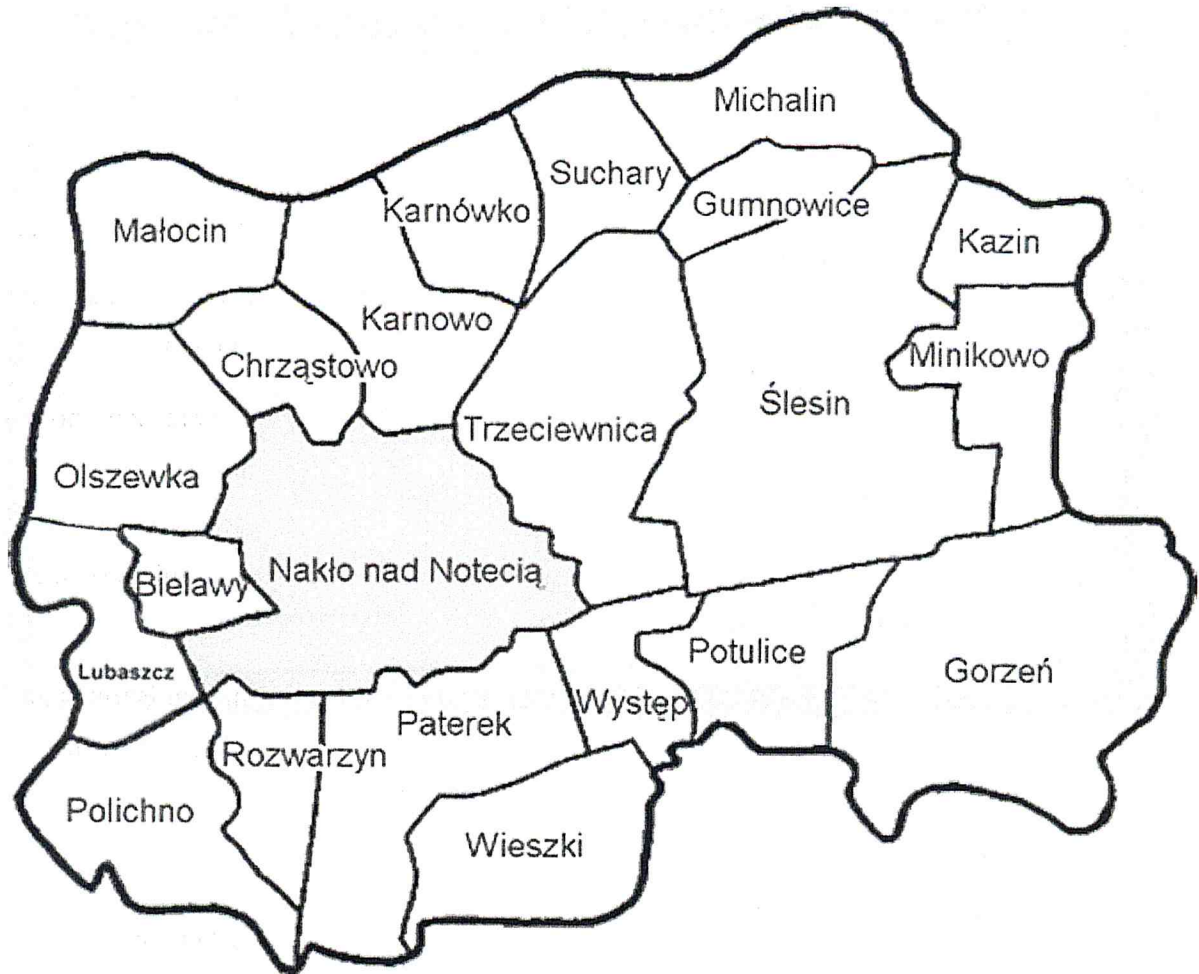 Michalin
Suchary
Karnówko
Gumnowice
Małocin
Kazin
Karnowo
Chrząstowo
Minikowo
Ślesin
Trzeciewnica
Olszewka
Nakło nad Notecią
Bielawy
Potulice
Gorzeń
Lubaszcz
Występ
Paterek
Rozwarzyn
Polichno
Wieszki